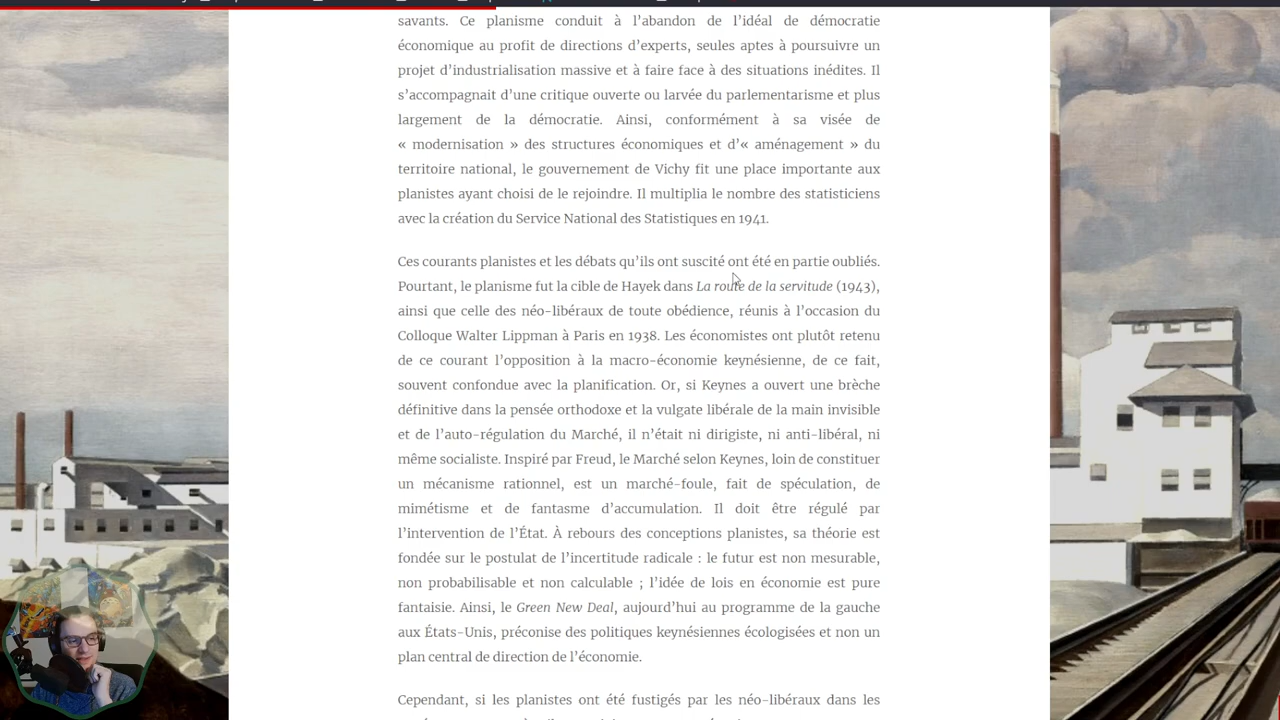 savants. Ce planisme conduit à l’abandon de l’idéal de démocratie
économique au profit de directions d’experts, seules aptes à poursuivre un
projet d’industrialisation massive et à faire face à des situations inédites. Il
s’accompagnait d’une critique ouverte ou larvée du parlementarisme et plus
largement de la démocratie. Ainsi, conformément à sa visée de
« modernisation » des structures économiques et d’« aménagement » du
territoire national, le gouvernement de Vichy fit une place importante aux
planistes ayant choisi de le rejoindre. Il multiplia le nombre des statisticiens
avec la création du Service National des Statistiques en 1941.
Ces courants planistes et les débats qu’ils ont suscité ont été en partie oubliés.
Pourtant, le planisme fut la cible de Hayek dans La route de la servitude (1943),
ainsi que celle des néo-libéraux de toute obédience, réunis à l’occasion du
Colloque Walter Lippman à Paris en 1938. Les économistes ont plutôt retenu
de ce courant l’opposition à la macro-économie keynésienne, de ce fait,
souvent confondue avec la planification. Or, si Keynes a ouvert une brèche
définitive dans la pensée orthodoxe et la vulgate libérale de la main invisible
et de l’auto-régulation du Marché, il n’était ni dirigiste, ni anti-libéral, ni
même socialiste. Inspiré par Freud, le Marché selon Keynes, loin de constituer
un mécanisme rationnel, est un marché-foule, fait de spéculation, de
mimétisme et de fantasme d’accumulation. Il doit être régulé par
l’intervention de l’État. À rebours des conceptions planistes, sa théorie est
fondée sur le postulat de l’incertitude radicale : le futur est non mesurable,
non probabilisable et non calculable ; l’idée de lois en économie est pure
fantaisie. Ainsi, le Green New Deal, aujourd’hui au programme de la gauche
aux États-Unis, préconise des politiques keynésiennes écologisées et non un
plan central de direction de l’économie.
Cependant, si les planistes ont été fustigés par les néo-libéraux dans les